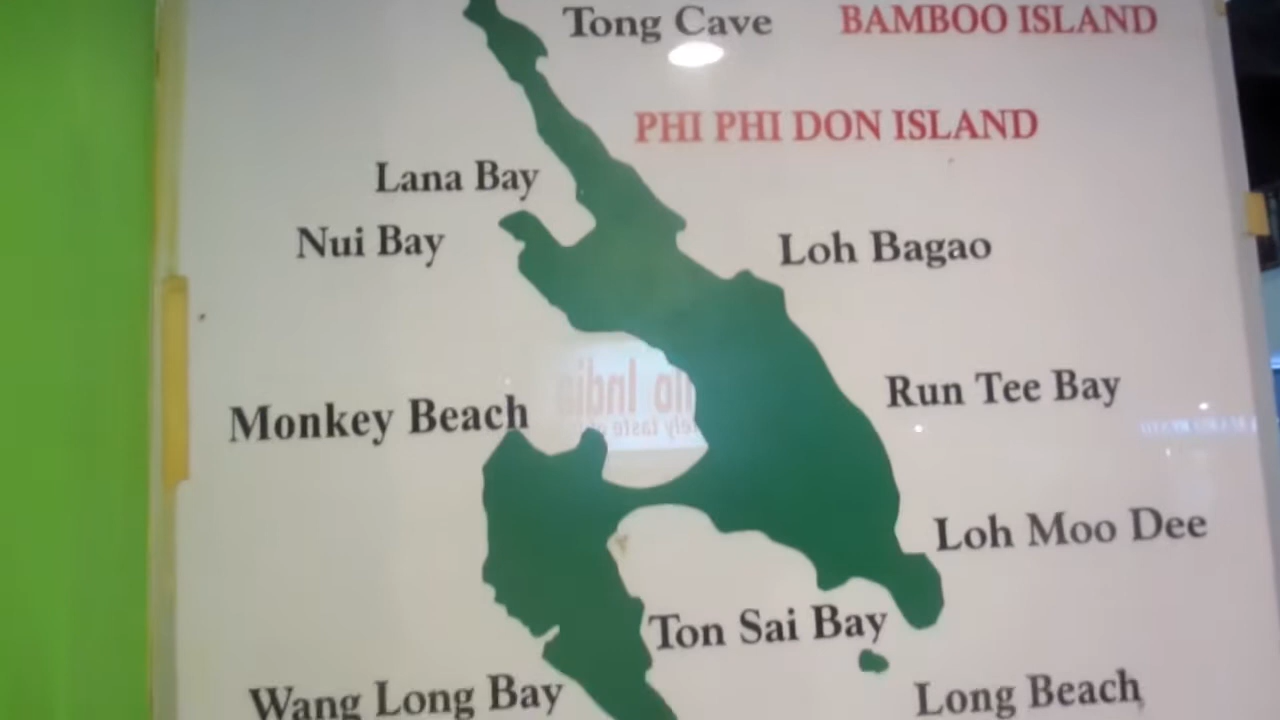 Tong Cave
BAMBOO ISLAND
PHI PHI DON ISLAND
Lana Bay
Nui Bay
Loh Bagao
Monkey Beach
Run Tee Bay
Loh Moo Dee
Ton Sai Bay
Wang Long Bay
Long Beach